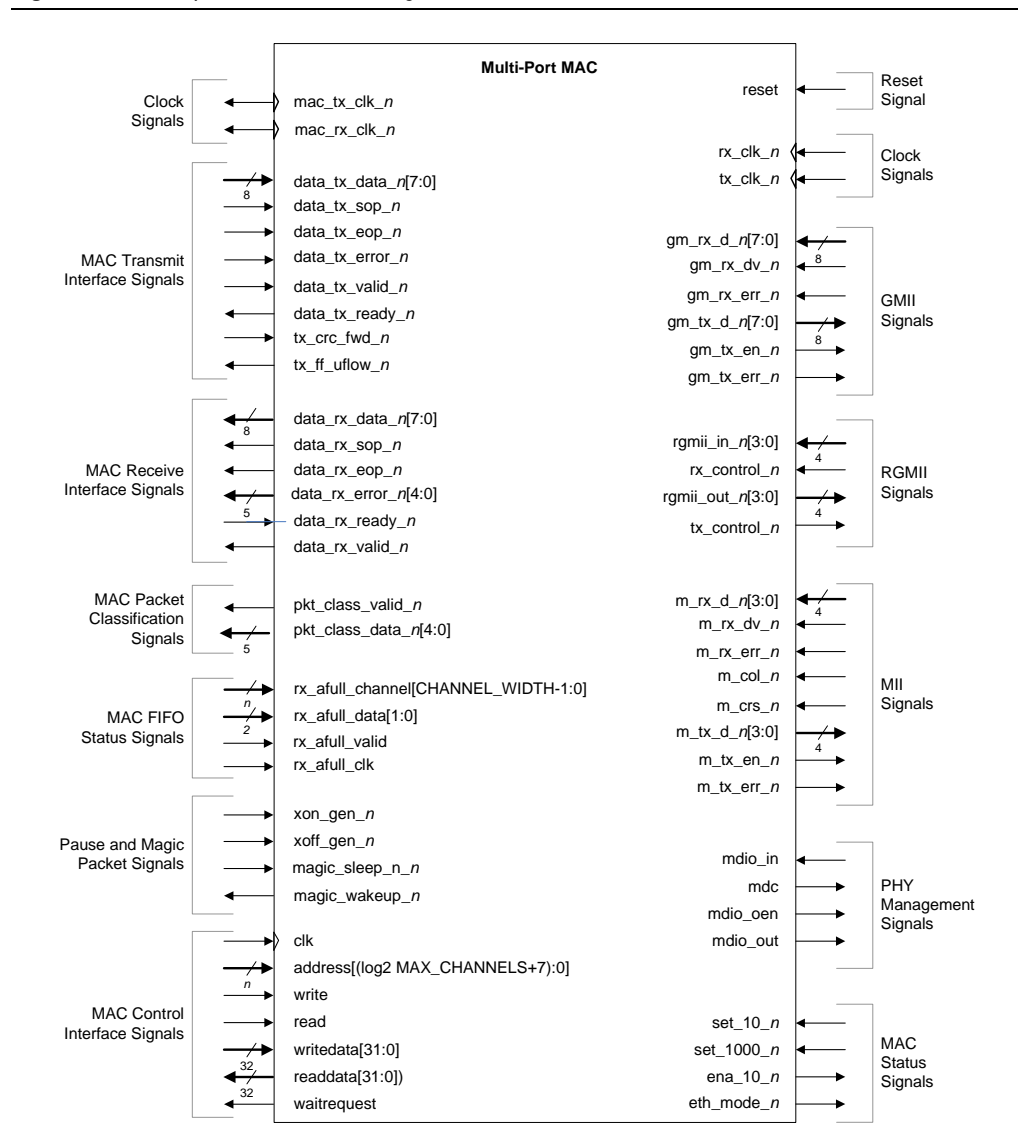 Multi-Port MAC
Clock
Signals
mac_tx_clk_n
mac_rx_clk_n
MAC Transmit
Interface Signals
data_tx_data_n[7:0]
8
data_tx_sop_n
data_tx_eop_n
data_tx_error_n
data_tx_valid_n
data_tx_ready_n
tx_crc_fwd_n
tx_ff_uflow_n
MAC Receive
Interface Signals
data_rx_data_n[7:0]
8
data_rx_sop_n
data_rx_eop_n
data_rx_error_n[4:0]
5
data_rx_ready_n
data_rx_valid_n
MAC Packet
Classification
Signals
pkt_class_valid_n
pkt_class_data_n[4:0]
5
MAC FIFO
Status Signals
rx_afull_channel[CHANNEL_WIDTH-1:0]
n
rx_afull_data[1:0]
2
rx_afull_valid
rx_afull_clk
Pause and Magic
Packet Signals
xon_gen_n
xoff_gen_n
magic_sleep_n_n
magic_wakeup_n
MAC Control
Interface Signals
clk
address[(log2 MAX_CHANNELS+7):0]
n
write
read
writedata[31:0]
32
readdata[31:0])
32
waitrequest
reset
Reset
Signal
rx_clk_n
tx_clk_n
Clock
Signals
gm_rx_d_n[7:0]
8
gm_rx_dv_n
gm_rx_err_n
gm_tx_d_n[7:0]
8
gm_tx_en_n
gm_tx_err_n
GMII
Signals
rgmii_in_n[3:0]
4
rx_control_n
rgmii_out_n[3:0]
4
tx_control_n
RGMII
Signals
m_rx_d_n[3:0]
4
m_rx_dv_n
m_rx_err_n
m_col_n
m_crs_n
m_tx_d_n[3:0]
4
m_tx_en_n
m_tx_err_n
MII
Signals
mdio_in
mdc
mdio_oen
mdio_out
PHY
Management
Signals
set_10_n
set_1000_n
ena_10_n
eth_mode_n
MAC
Status
Signals